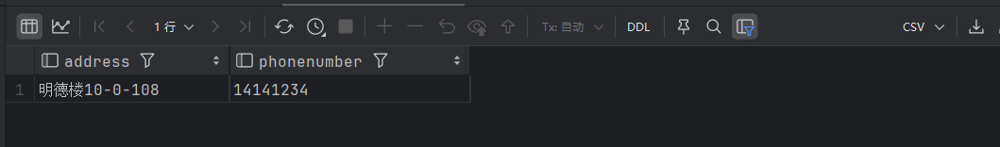 1 行 Tx: 自动 DDL CSV
address phonenumber
1 明德楼10-0-108 14141234